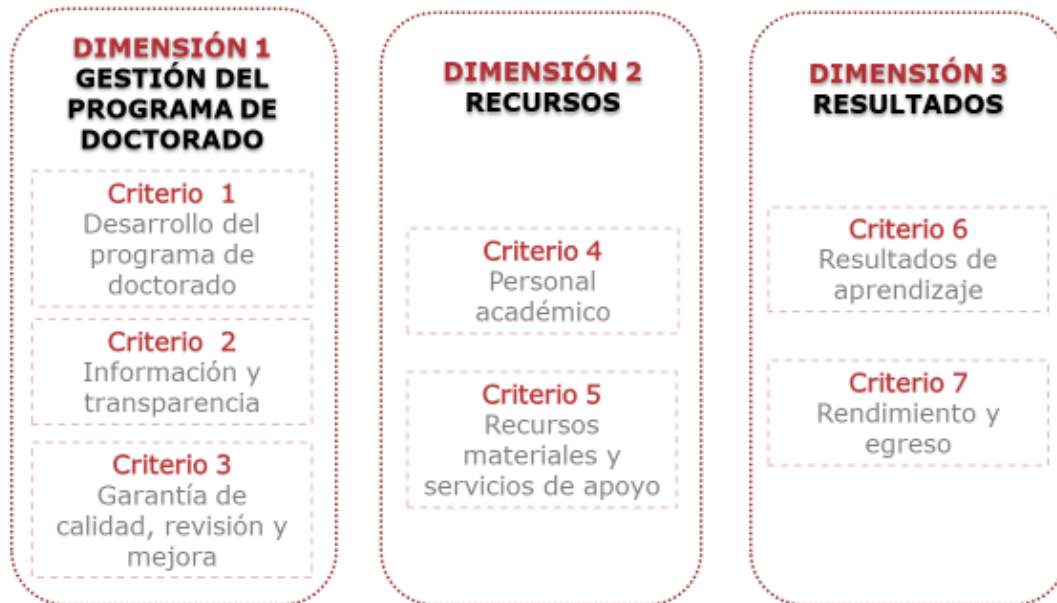 DIMENSIÓN 1
GESTIÓN DEL
PROGRAMA DE
DOCTORADO
Criterio 1
Desarrollo del
programa de
doctorado
Criterio 2
Información y
transparencia
Criterio 3
Garantía de
calidad, revisión y
mejora
DIMENSIÓN 2
RECURSOS
Criterio 4
Personal
académico
Criterio 5
Recursos
materiales y
servicios de apoyo
DIMENSIÓN 3
RESULTADOS
Criterio 6
Resultados de
aprendizaje
Criterio 7
Rendimiento y
egreso